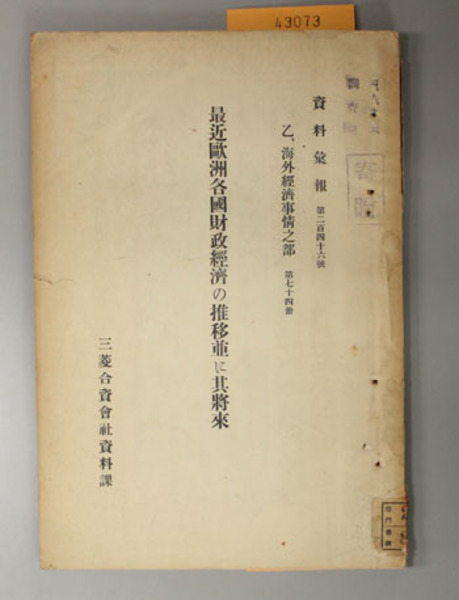 43073
寄贈
資料彙報 第二百四十六號
乙、海外經濟事情之部 第七十四冊
最近歐洲各國財政經濟の推移並に其將來
三菱合資會社資料課